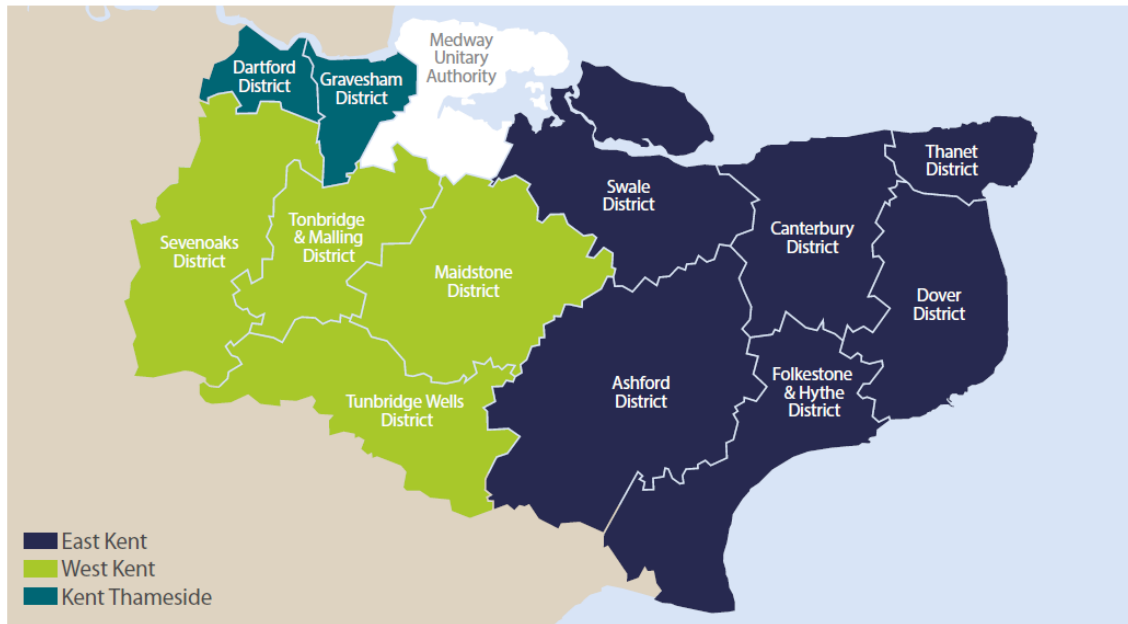 Medway
Unitary
Authority
Dartford
District
Gravesham
District
Thanet
District
Swale
District
Canterbury
District
Tonbridge
& Malling
District
Sevenoaks
District
Maidstone
District
Dover
District
Ashford
District
Folkestone
& Hythe
District
Tunbridge Wells
District
East Kent
West Kent
Kent Thameside